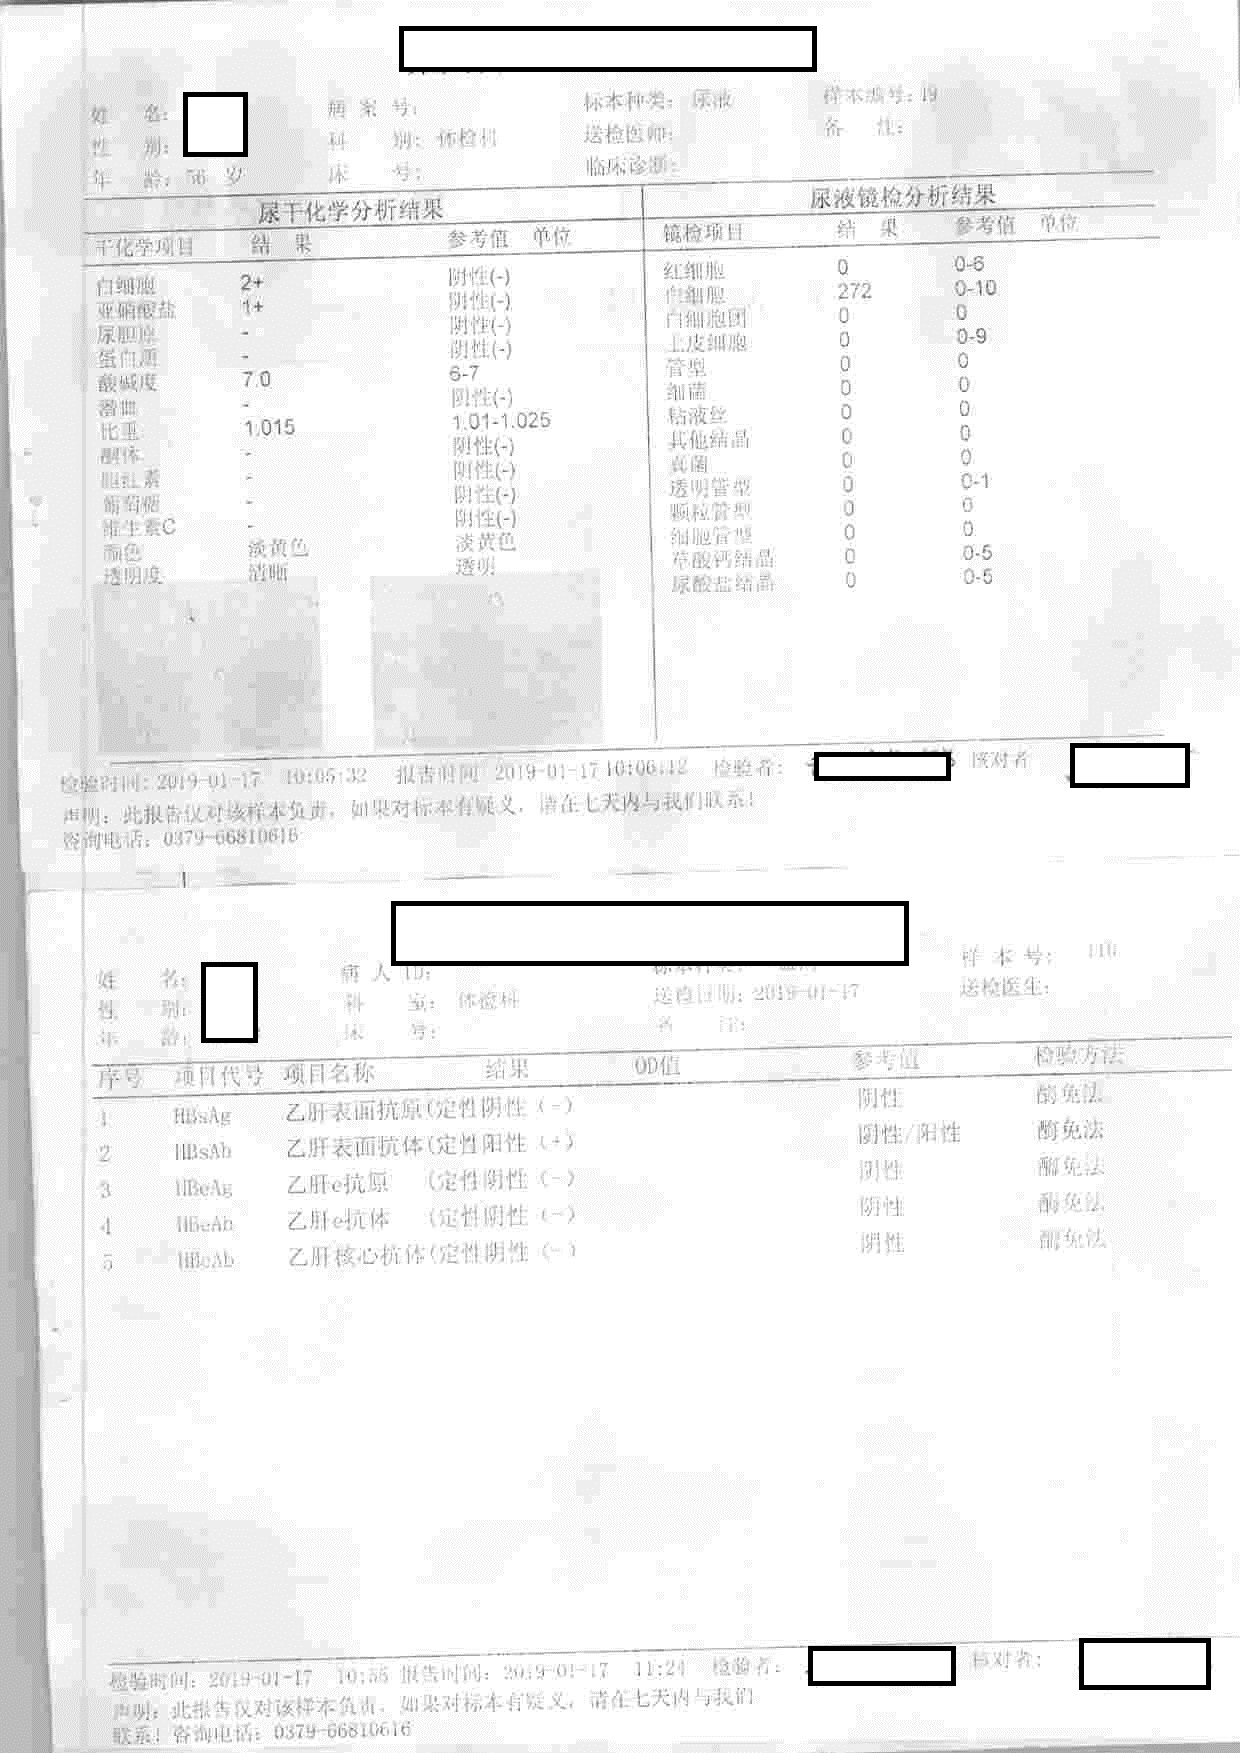 姓 名: 病 案 号: 标本种类: 尿液 样本编号: 19
性 别: 科 别: 体检科 送检医师: 备 注:
年 龄: 56 岁 床 号: 临床诊断:
尿干化学分析结果 尿液镜检分析结果
干化学项目 结 果 参考值 单位 镜检项目 结 果 参考值 单位
白细胞 2+ 阴性(-) 红细胞 0 0-6
亚硝酸盐 1+ 阴性(-) 白细胞 272 0-10
尿胆原 - 阴性(-) 白细胞团 0 0
蛋白质 - 阴性(-) 上皮细胞 0 0-9
酸碱度 7.0 6-7 管型 0 0
潜血 - 阴性(-) 细菌 0 0
比重 1.015 1.01-1.025 粘液丝 0 0
酮体 - 阴性(-) 其他结晶 0 0
胆红素 - 阴性(-) 真菌 0 0
葡萄糖 - 阴性(-) 透明管型 0 0-1
维生素C - 阴性(-) 颗粒管型 0 0
颜色 淡黄色 淡黄色 细胞管型 0 0
透明度 清晰 透明 草酸钙结晶 0 0-5
尿酸盐结晶 0 0-5
检验时间: 2019-01-17 10:05:32 报告时间 2019-01-17 10:06:12 检验者: 核对者
声明: 此报告仅对该样本负责, 如果对标本有疑义, 请在七天内与我们联系!
咨询电话: 0379-66810616
姓 名: 病 人 ID: 样 本 号: 110
性 别: 科 室: 体检科 送检日期: 2019-01-17 送检医生:
年 龄: 床 号: 备 注:
序号 项目代号 项目名称 结果 OD值 参考值 检验方法
1 HBsAg 乙肝表面抗原(定性阴性 (-) 阴性 酶免法
2 HBsAb 乙肝表面抗体(定性阳性 (+) 阴性/阳性 酶免法
3 HBeAg 乙肝e抗原 (定性阴性 (-) 阴性 酶免法
4 HBeAb 乙肝e抗体 (定性阴性 (-) 阴性 酶免法
5 HBcAb 乙肝核心抗体(定性阴性 (-) 阴性 酶免法
检验时间: 2019-01-17 10:55 报告时间: 2019-01-17 11:24 检验者: 核对者:
声明: 此报告仅对该样本负责, 如果对标本有疑义, 请在七天内与我们
联系! 咨询电话: 0379-66810616